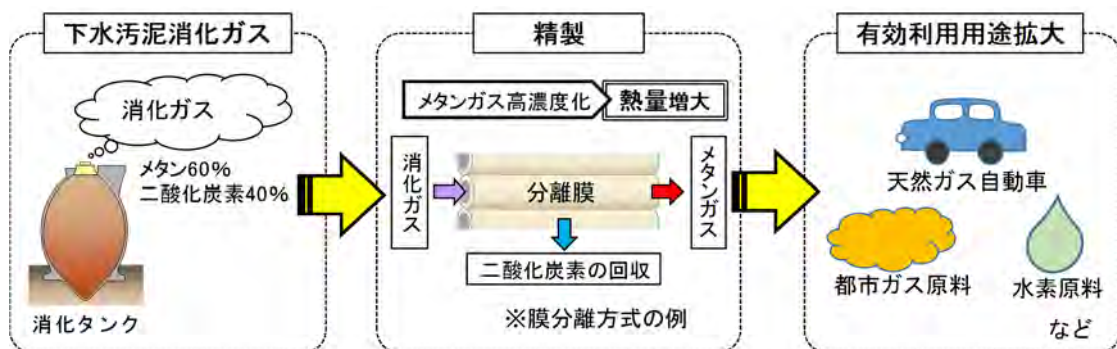 下水汚泥消化ガス
消化ガス
メタン60%
二酸化炭素40%
消化タンク
精製
メタンガス高濃度化
熱量増大
消化ガス
分離膜
メタンガス
二酸化炭素の回収
※膜分離方式の例
有効利用用途拡大
天然ガス自動車
都市ガス原料
水素原料
など